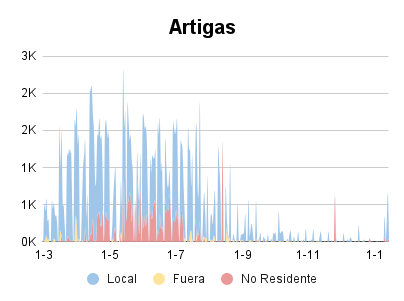 Artigas
3K
2K
2K
1K
1K
0K
1-3 1-5 1-7 1-9 1-11 1-1
Local Fuera No Residente